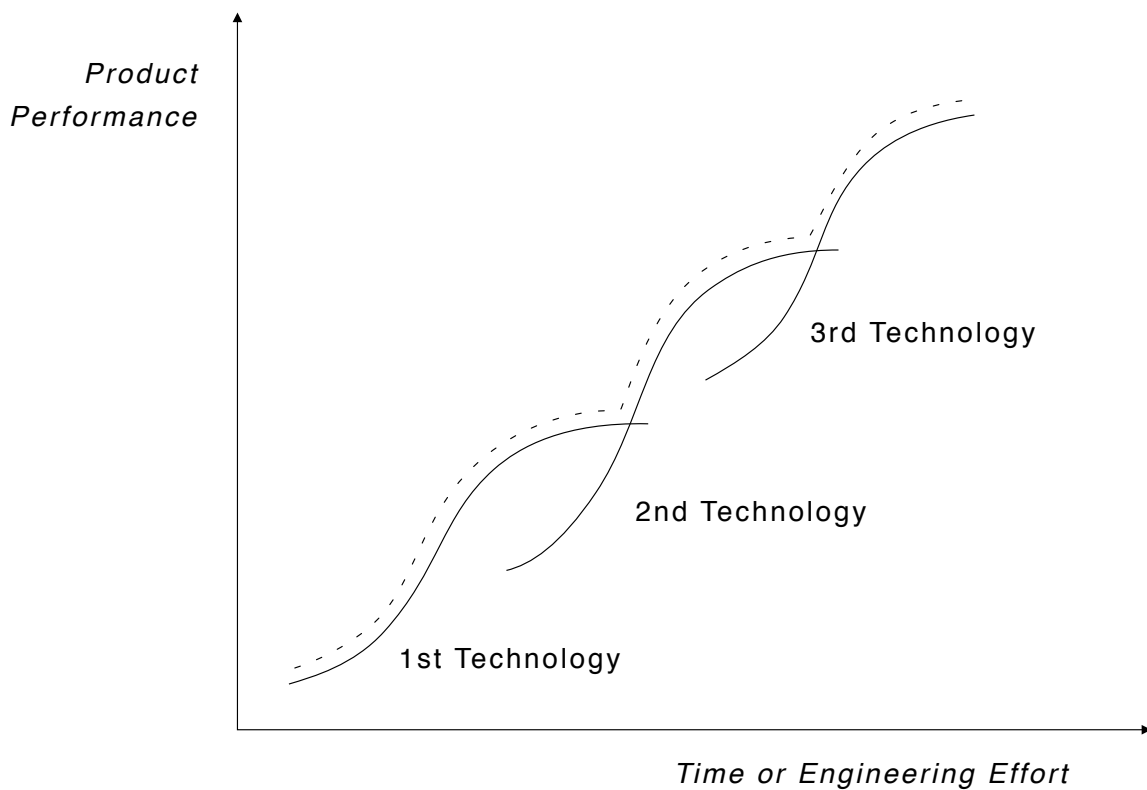 Product
Performance
3rd Technology
2nd Technology
1st Technology
Time or Engineering Effort